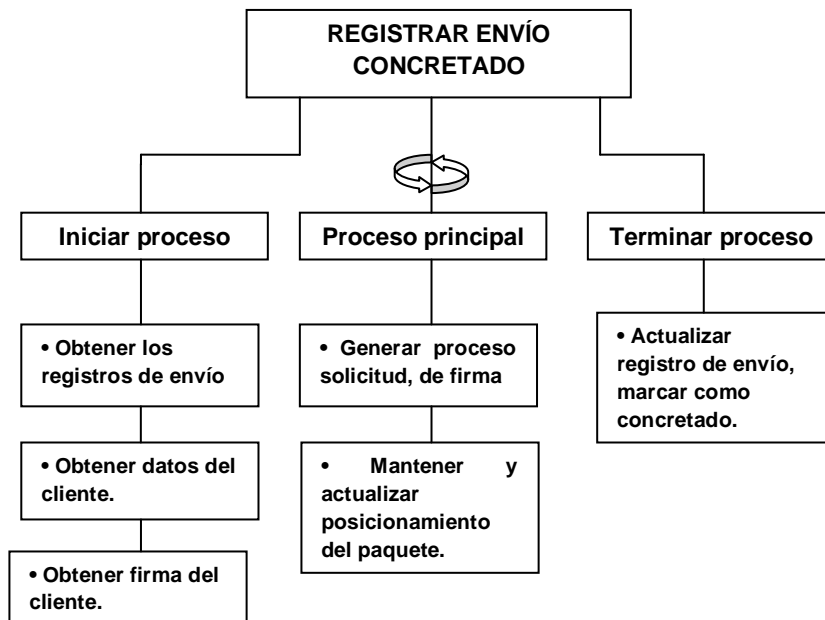 REGISTRAR ENVÍO
CONCRETADO
Iniciar proceso
Proceso principal
Terminar proceso
• Obtener los
registros de envío
• Obtener datos del
cliente.
• Obtener firma del
cliente.
• Generar proceso
solicitud, de firma
• Mantener y
actualizar
posicionamiento
del paquete.
• Actualizar
registro de envío,
marcar como
concretado.